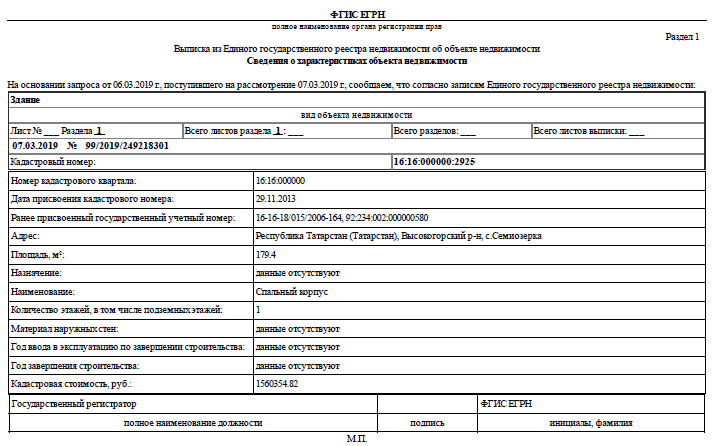 ФГИС ЕГРН
полное наименование органа регистрации прав
Раздел 1
Выписка из Единого государственного реестра недвижимости об объекте недвижимости
Сведения о характеристиках объекта недвижимости
На основании запроса от 06.03.2019 г., поступившего на рассмотрение 07.03.2019 г., сообщаем, что согласно записям Единого государственного реестра недвижимости:
Здание
вид объекта недвижимости
Лист № ___ Раздела 1 Всего листов раздела 1 : ___ Всего разделов: ___ Всего листов выписки: ___
07.03.2019 № 99/2019/249218301
Кадастровый номер: 16:16:000000:2925
Номер кадастрового квартала: 16:16:000000
Дата присвоения кадастрового номера: 29.11.2013
Ранее присвоенный государственный учетный номер: 16-16-18/015/2006-164, 92:234:002:000000580
Адрес: Республика Татарстан (Татарстан), Высокогорский р-н, с.Семиозерка
Площадь, м²: 179.4
Назначение: данные отсутствуют
Наименование: Спальный корпус
Количество этажей, в том числе подземных этажей: 1
Материал наружных стен: данные отсутствуют
Год ввода в эксплуатацию по завершении строительства: данные отсутствуют
Год завершения строительства: данные отсутствуют
Кадастровая стоимость, руб.: 1560354.82
Государственный регистратор ФГИС ЕГРН
полное наименование должности подпись инициалы, фамилия
М.П.